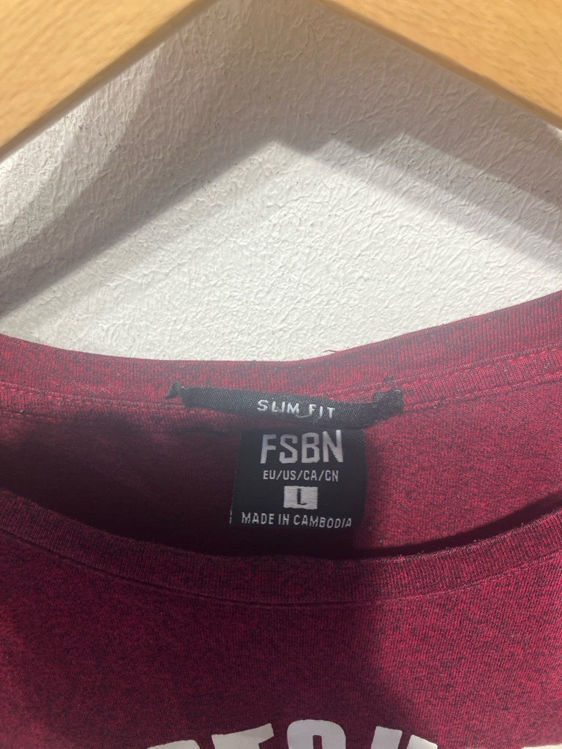 SLIM FIT
FSBN
EU/US/CA/CN
L
MADE IN CAMBODIA